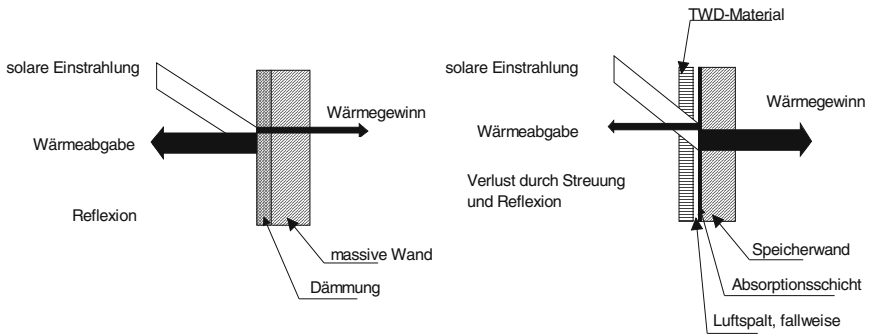 solare Einstrahlung
Wärmegewinn
Wärmeabgabe
Reflexion
massive Wand
Dämmung
TWD-Material
solare Einstrahlung
Wärmegewinn
Wärmeabgabe
Verlust durch Streuung
und Reflexion
Speicherwand
Absorptionsschicht
Luftspalt, fallweise